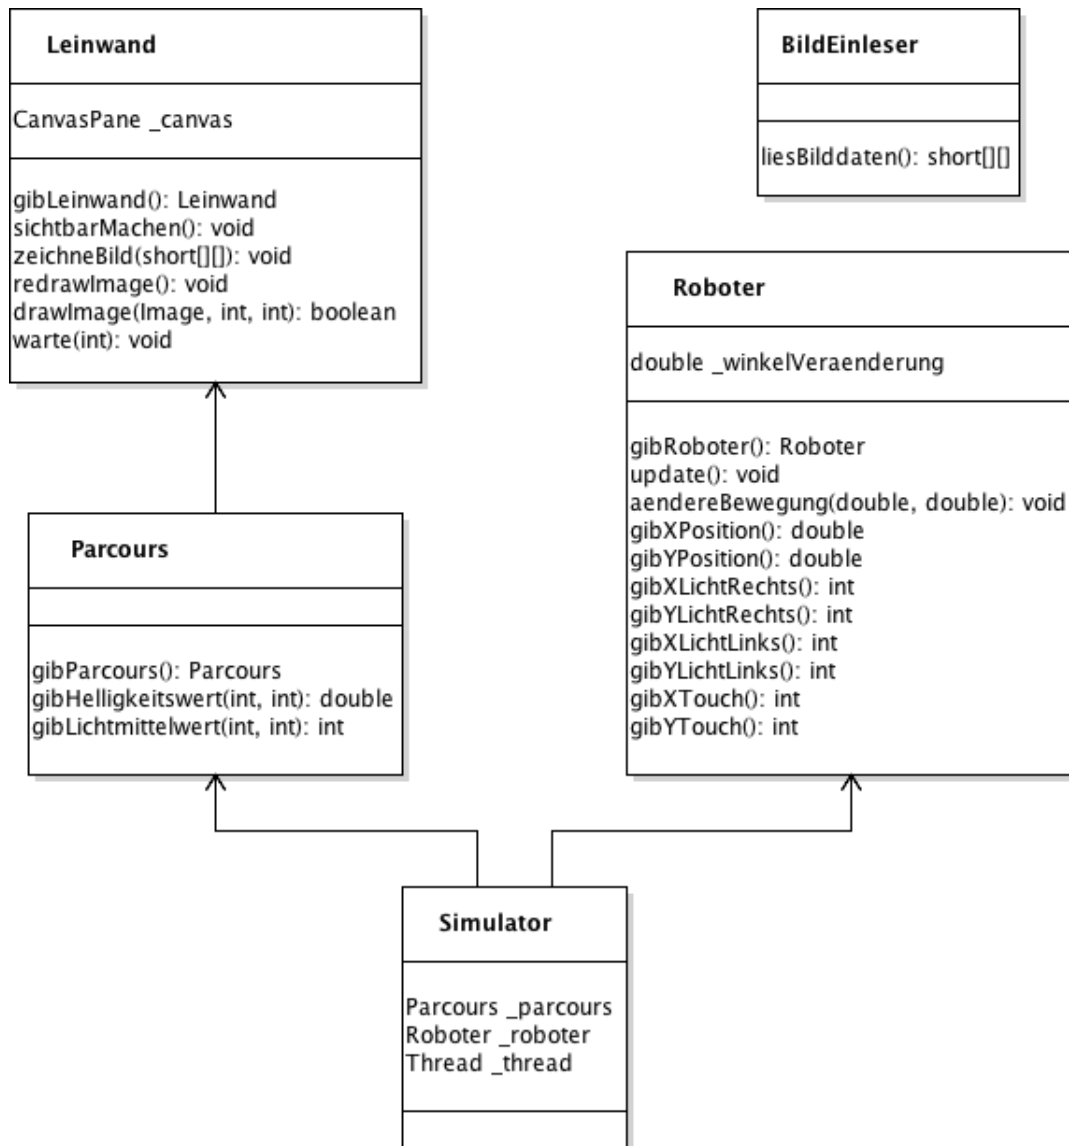 Leinwand
CanvasPane _canvas
gibLeinwand(): Leinwand
sichtbarMachen(): void
zeichneBild(short[][]): void
redrawImage(): void
drawImage(Image, int, int): boolean
warte(int): void
BildEinleser
liesBilddaten(): short[][]
Roboter
double _winkelVeraenderung
gibRoboter(): Roboter
update(): void
aendereBewegung(double, double): void
gibXPosition(): double
gibYPosition(): double
gibXLichtRechts(): int
gibYLichtRechts(): int
gibXLichtLinks(): int
gibYLichtLinks(): int
gibXTouch(): int
gibYTouch(): int
Parcours
gibParcours(): Parcours
gibHelligkeitswert(int, int): double
gibLichtmittelwert(int, int): int
Simulator
Parcours _parcours
Roboter _roboter
Thread _thread